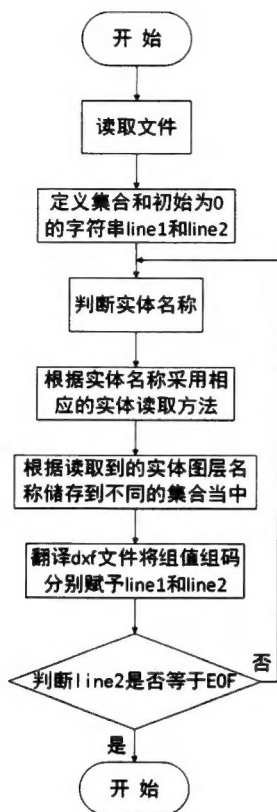 开 始
读取文件
定义集合和初始为0
的字符串line1和line2
判断实体名称
根据实体名称采用相
应的实体读取方法
根据读取到的实体图层名
称储存到不同的集合当中
翻译dxf文件将组值组码
分别赋予line1和line2
判断line2是否等于EOF
否
是
开 始